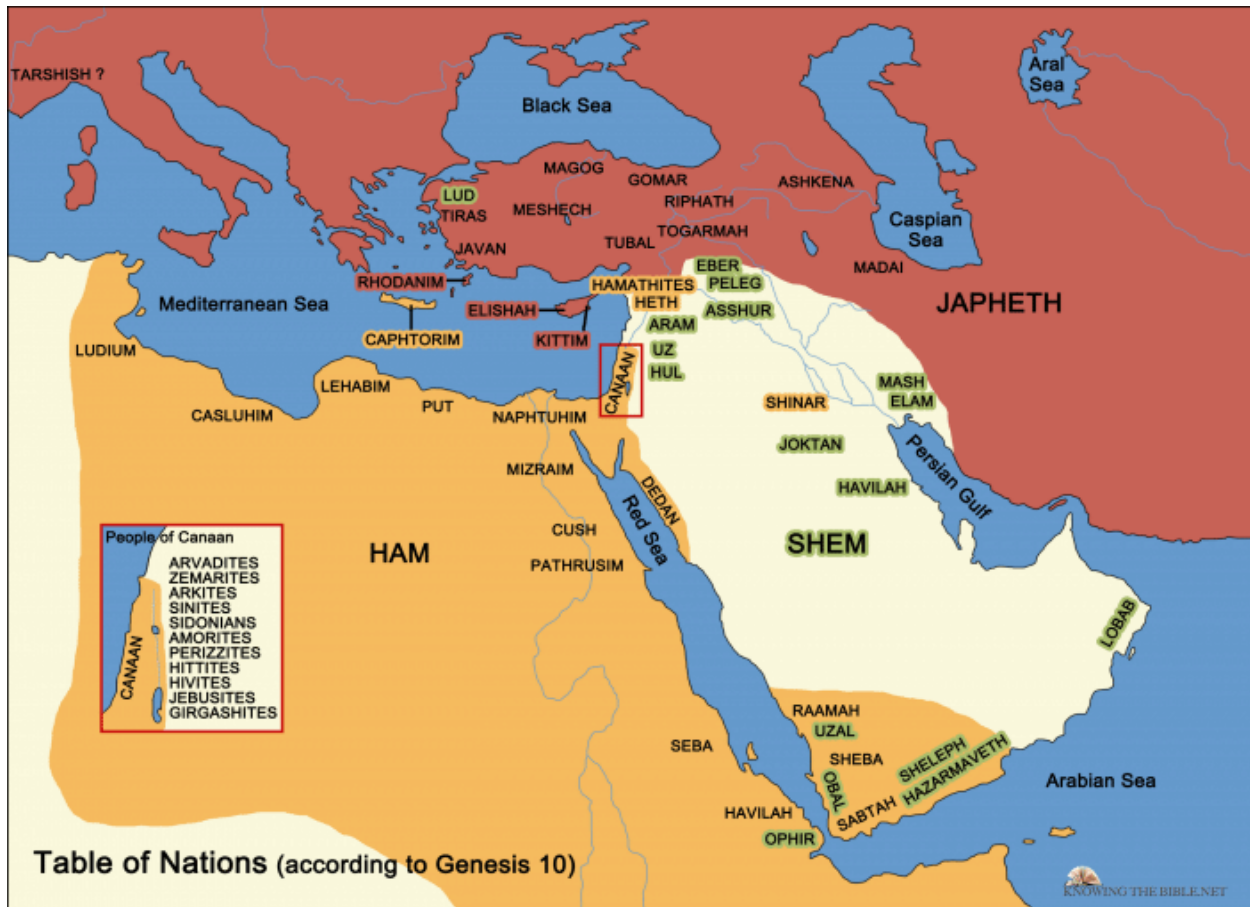 TARSHISH ?
Black Sea
Aral
Sea
MAGOG
GOMAR
ASHKENA
LUD
TIRAS
MESHECH
RIPHATH
Caspian
Sea
JAVAN
TUBAL
TOGARMAH
MADAI
EBER
PELEG
JAPHETH
Mediterranean Sea
RHODANIM
HAMATHITES
HETH
ELISHAH
ASSHUR
CAPHTORIM
KITTIM
ARAM
UZ
HUL
LUDIUM
LEHABIM
CASLUHIM
PUT
NAPHTUHIM
CANAAN
SHINAR
MASH
ELAM
JOKTAN
MIZRAIM
DEDAN
HAVILAH
Persian Gulf
Red Sea
CUSH
PATHRUSIM
HAM
SHEM
People of Canaan
ARVADITES
ZEMARITES
ARKITES
SINITES
SIDONIANS
AMORITES
PERIZZITES
HITTITES
HIVITES
JEBUSITES
GIRGASHITES
CANAAN
LOBAB
RAAMAH
UZAL
SEBA
SHEBA
SHELEPH
HAZARMAVETH
OBAL
SABTAH
HAVILAH
OPHIR
Arabian Sea
Table of Nations (according to Genesis 10)
KNOWING THE BIBLE.NET